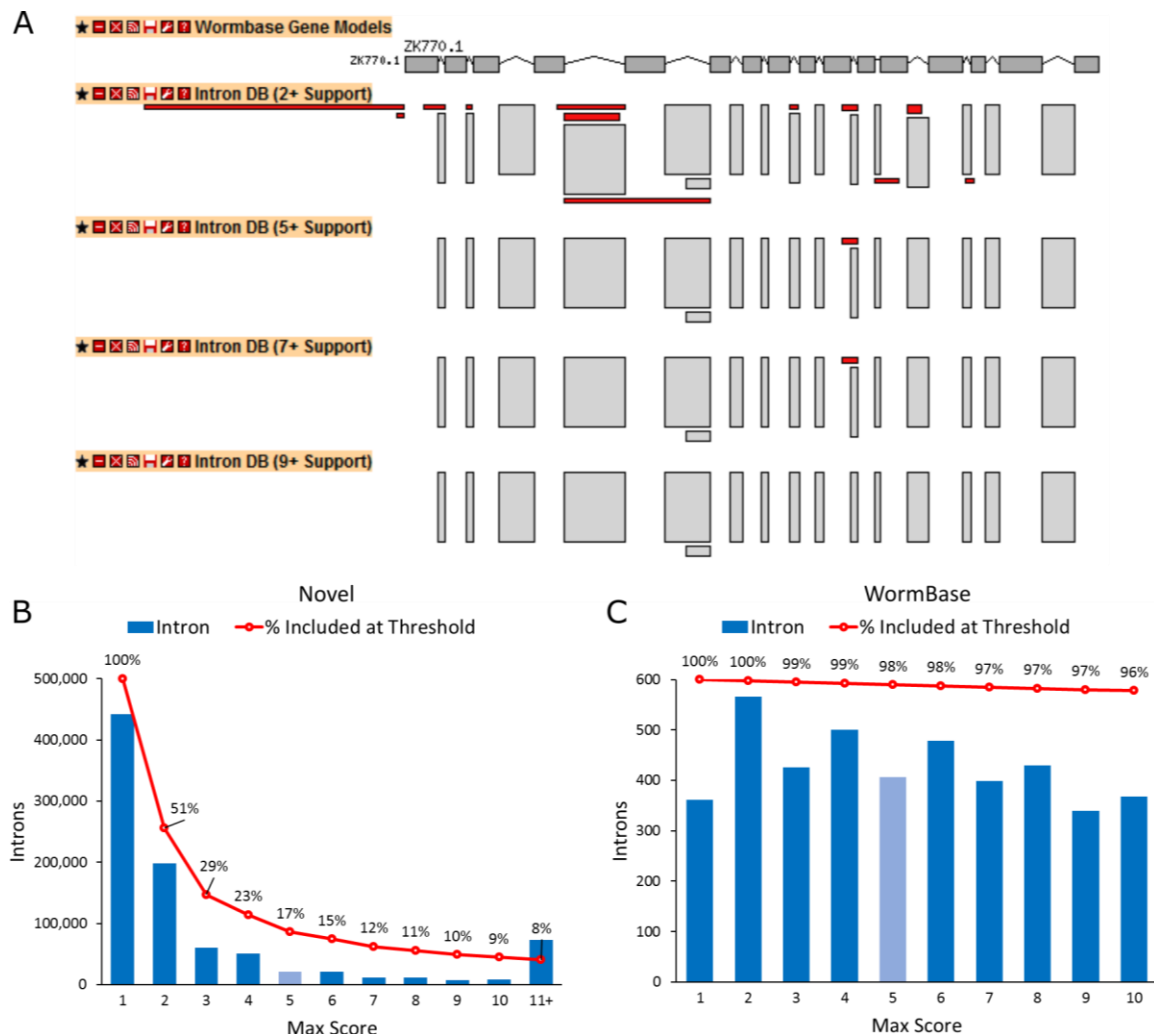 A
Wormbase Gene Models
ZK770.1
ZK770.1
Intron DB (2+ Support)
Intron DB (5+ Support)
Intron DB (7+ Support)
Intron DB (9+ Support)
B
Novel
Intron % Included at Threshold
100%
51%
29%
23%
17%
15%
12%
11%
10%
9%
8%
500,000
400,000
300,000
200,000
100,000
0
Introns
1 2 3 4 5 6 7 8 9 10 11+
Max Score
C
WormBase
Intron % Included at Threshold
100% 100% 99% 99% 98% 98% 97% 97% 97% 96%
600
500
400
300
200
100
0
Introns
1 2 3 4 5 6 7 8 9 10
Max Score